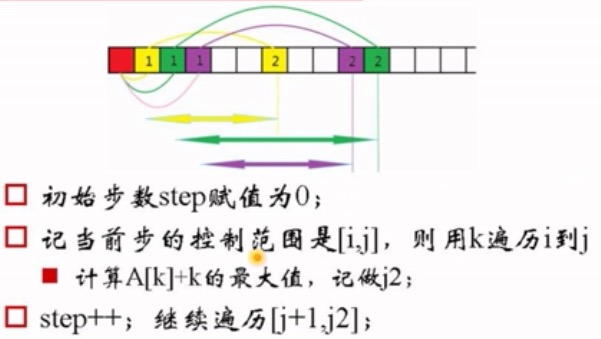 1 1 1 2 2 2
初始步数step赋值为0;
记当前步的控制范围是[i,j],则用k遍历i到j
计算A[k]+k的最大值,记做j2;
step++;继续遍历[j+1,j2];